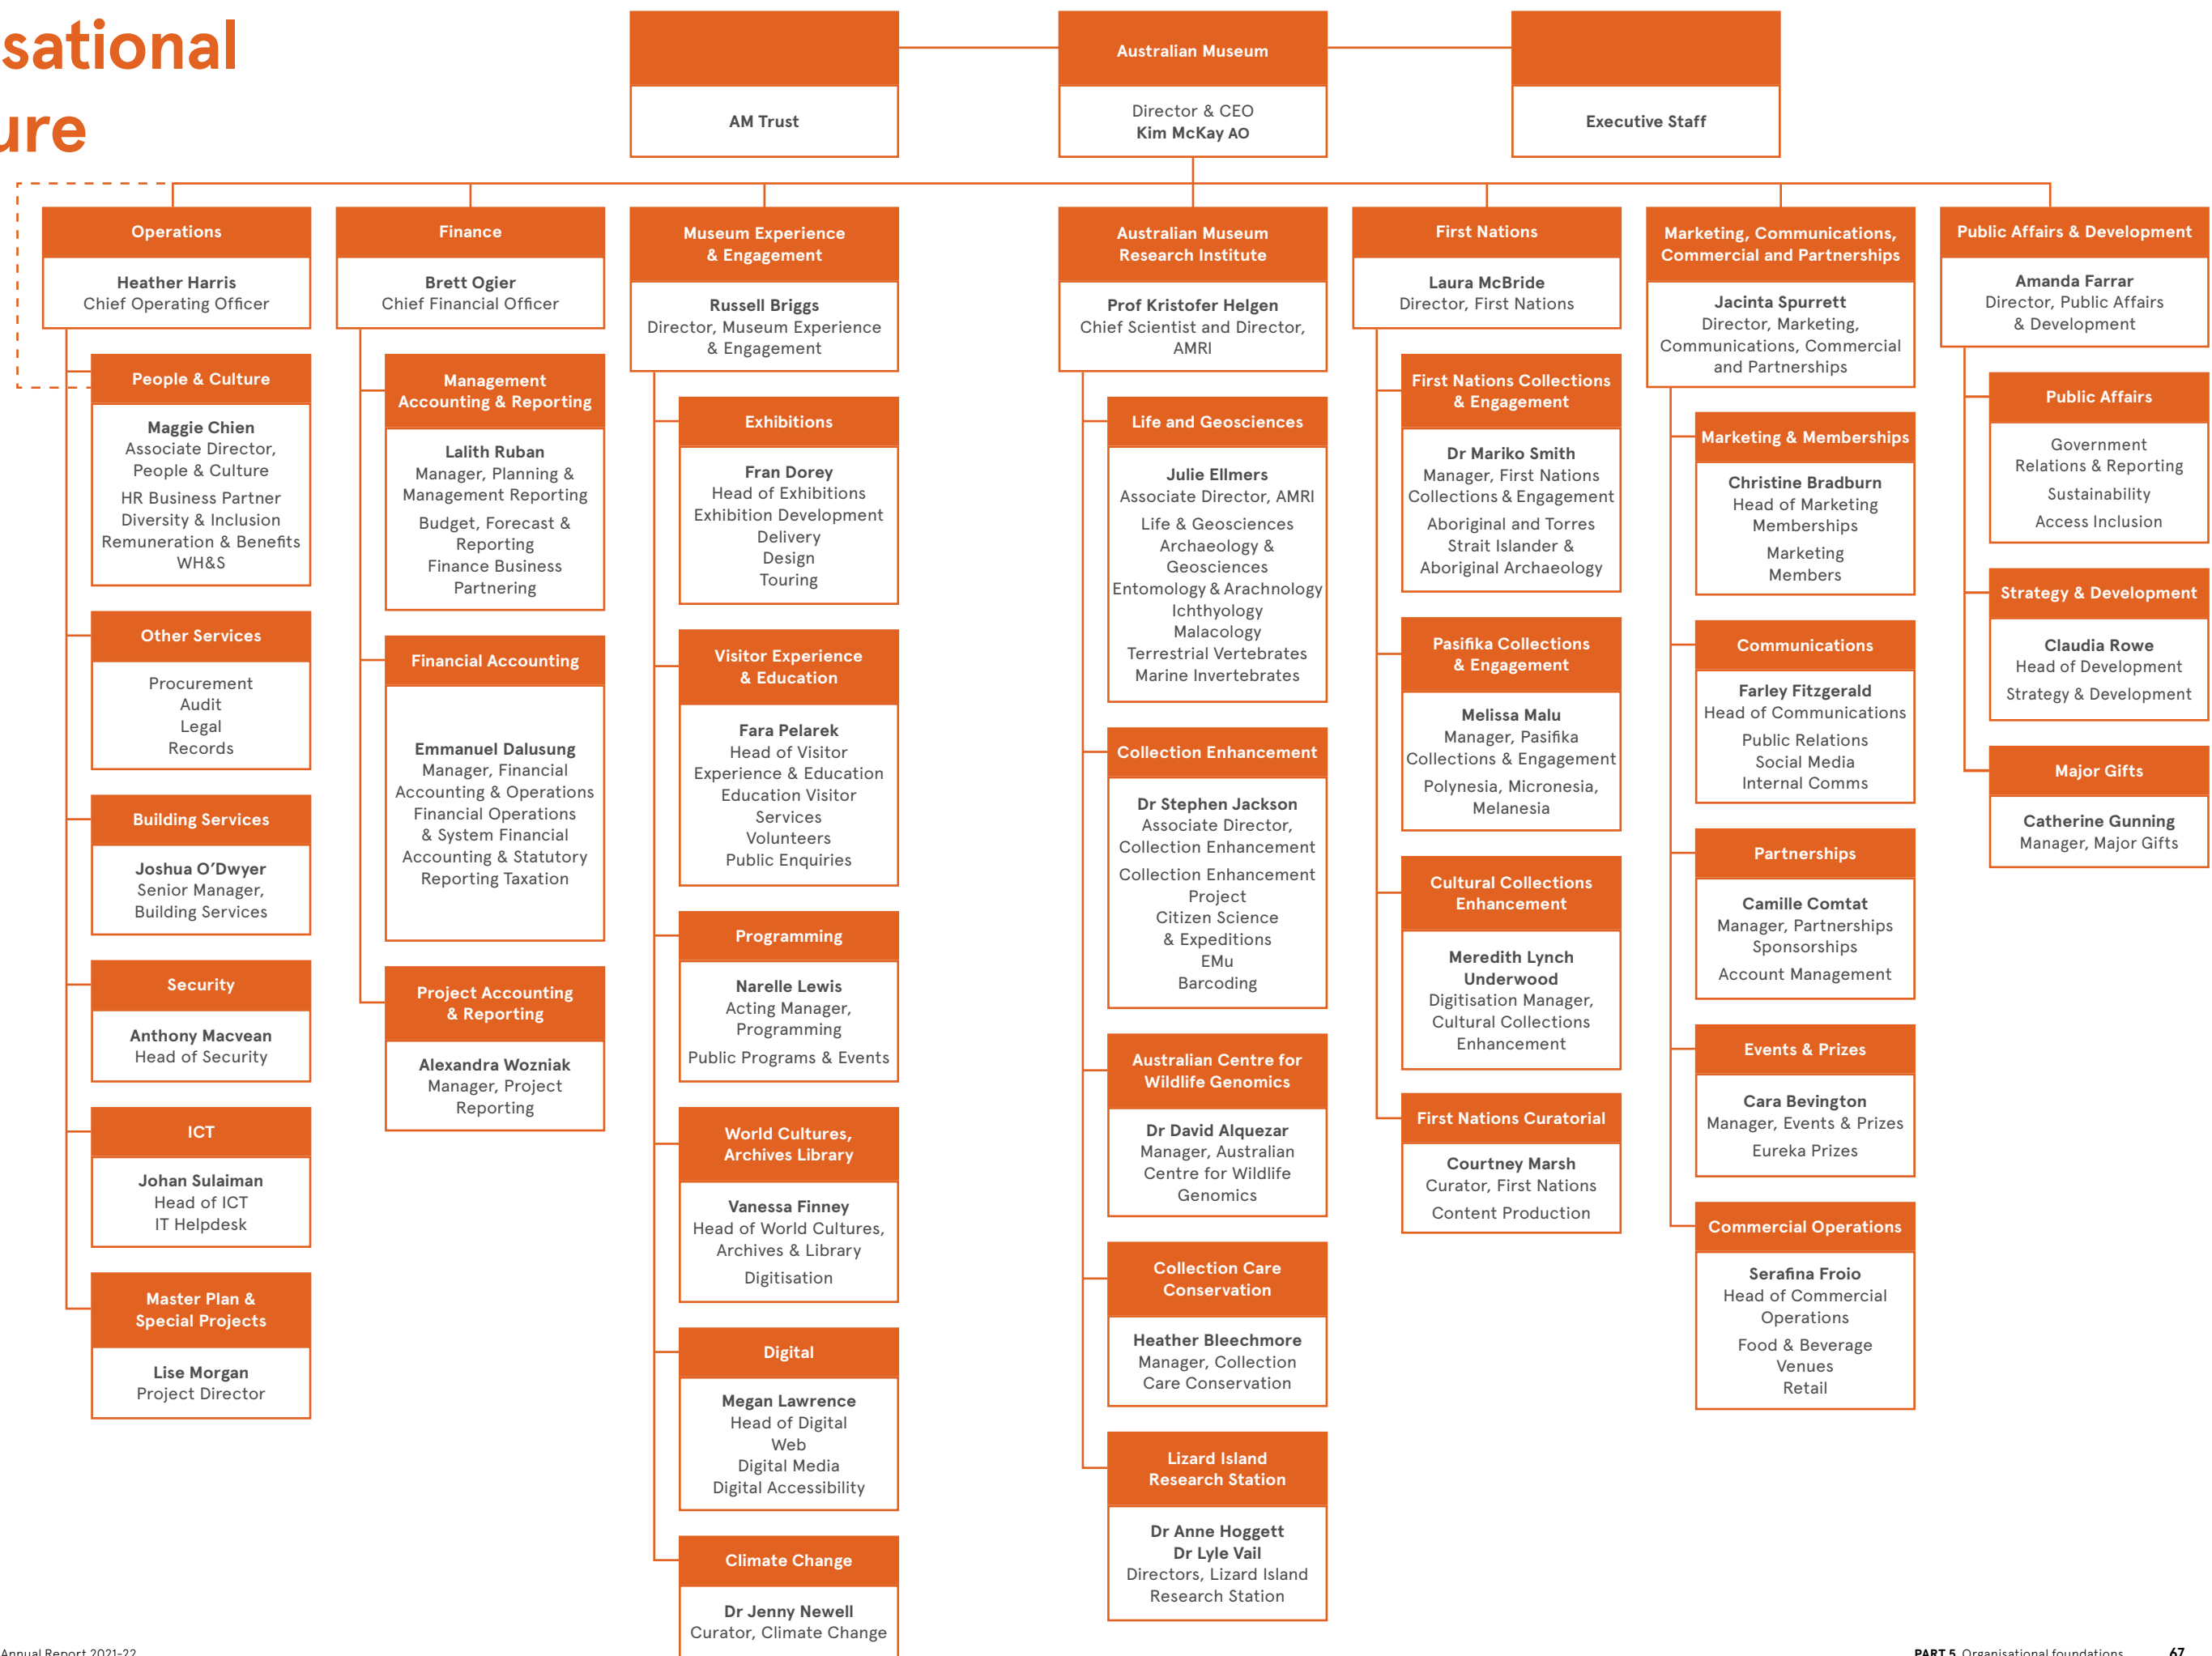 sational
ure
AM Trust
Australian Museum
Director & CEO
Kim McKay AO
Executive Staff
Operations
Heather Harris
Chief Operating Officer
People & Culture
Maggie Chien
Associate Director,
People & Culture
HR Business Partner
Diversity & Inclusion
Remuneration & Benefits
WH&S
Other Services
Procurement
Audit
Legal
Records
Building Services
Joshua O’Dwyer
Senior Manager,
Building Services
Security
Anthony Macvean
Head of Security
ICT
Johan Sulaiman
Head of ICT
IT Helpdesk
Master Plan &
Special Projects
Lise Morgan
Project Director
Finance
Brett Ogier
Chief Financial Officer
Management
Accounting & Reporting
Lalith Ruban
Manager, Planning &
Management Reporting
Budget, Forecast &
Reporting
Finance Business
Partnering
Financial Accounting
Emmanuel Dalusung
Manager, Financial
Accounting & Operations
Financial Operations
& System Financial
Accounting & Statutory
Reporting Taxation
Project Accounting
& Reporting
Alexandra Wozniak
Manager, Project
Reporting
Museum Experience
& Engagement
Russell Briggs
Director, Museum Experience
& Engagement
Exhibitions
Fran Dorey
Head of Exhibitions
Exhibition Development
Delivery
Design
Touring
Visitor Experience
& Education
Fara Pelarek
Head of Visitor
Experience & Education
Education Visitor
Services
Volunteers
Public Enquiries
Programming
Narelle Lewis
Acting Manager,
Programming
Public Programs & Events
World Cultures,
Archives Library
Vanessa Finney
Head of World Cultures,
Archives & Library
Digitisation
Digital
Megan Lawrence
Head of Digital
Web
Digital Media
Digital Accessibility
Climate Change
Dr Jenny Newell
Curator, Climate Change
Australian Museum
Research Institute
Prof Kristofer Helgen
Chief Scientist and Director,
AMRI
Life and Geosciences
Julie Ellmers
Associate Director, AMRI
Life & Geosciences
Archaeology &
Geosciences
Entomology & Arachnology
Ichthyology
Malacology
Terrestrial Vertebrates
Marine Invertebrates
Collection Enhancement
Dr Stephen Jackson
Associate Director,
Collection Enhancement
Collection Enhancement
Project
Citizen Science
& Expeditions
EMu
Barcoding
Australian Centre for
Wildlife Genomics
Dr David Alquezar
Manager, Australian
Centre for Wildlife
Genomics
Collection Care
Conservation
Heather Bleechmore
Manager, Collection
Care Conservation
Lizard Island
Research Station
Dr Anne Hoggett
Dr Lyle Vail
Directors, Lizard Island
Research Station
First Nations
Laura McBride
Director, First Nations
First Nations Collections
& Engagement
Dr Mariko Smith
Manager, First Nations
Collections & Engagement
Aboriginal and Torres
Strait Islander &
Aboriginal Archaeology
Pasifika Collections
& Engagement
Melissa Malu
Manager, Pasifika
Collections & Engagement
Polynesia, Micronesia,
Melanesia
Cultural Collections
Enhancement
Meredith Lynch
Underwood
Digitisation Manager,
Cultural Collections
Enhancement
First Nations Curatorial
Courtney Marsh
Curator, First Nations
Content Production
Marketing, Communications,
Commercial and Partnerships
Jacinta Spurrett
Director, Marketing,
Communications, Commercial
and Partnerships
Marketing & Memberships
Christine Bradburn
Head of Marketing
Memberships
Marketing
Members
Communications
Farley Fitzgerald
Head of Communications
Public Relations
Social Media
Internal Comms
Partnerships
Camille Comtat
Manager, Partnerships
Sponsorships
Account Management
Events & Prizes
Cara Bevington
Manager, Events & Prizes
Eureka Prizes
Commercial Operations
Serafina Froio
Head of Commercial
Operations
Food & Beverage
Venues
Retail
Public Affairs & Development
Amanda Farrar
Director, Public Affairs
& Development
Public Affairs
Government
Relations & Reporting
Sustainability
Access Inclusion
Strategy & Development
Claudia Rowe
Head of Development
Strategy & Development
Major Gifts
Catherine Gunning
Manager, Major Gifts
Annual Report 2021-22
PART 5 Organisational foundations 67